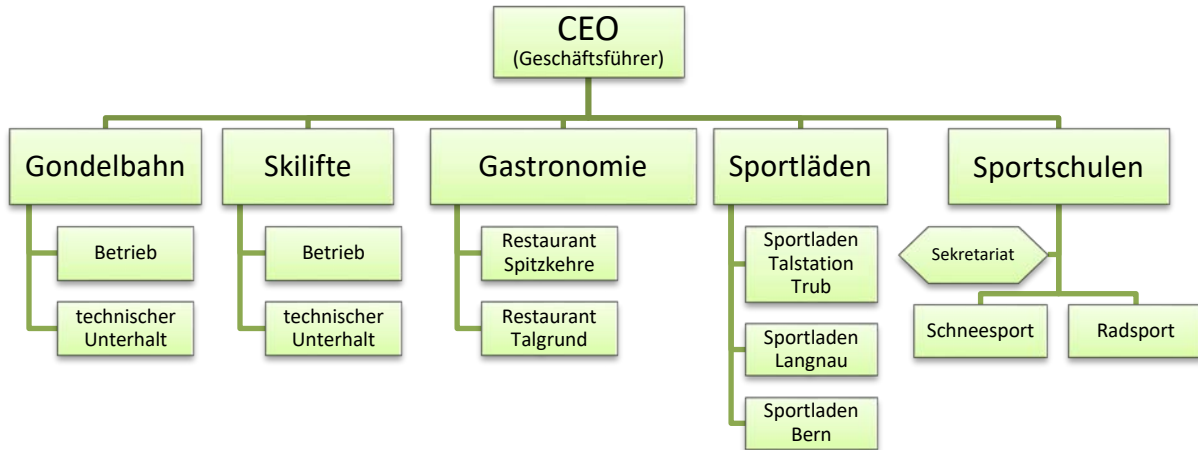 CEO
(Geschäftsführer)
Gondelbahn
Skilifte
Gastronomie
Sportläden
Sportschulen
Betrieb
technischer
Unterhalt
Betrieb
technischer
Unterhalt
Restaurant
Spitzkehre
Restaurant
Talgrund
Sportladen
Talstation
Trub
Sportladen
Langnau
Sportladen
Bern
Sekretariat
Schneesport
Radsport